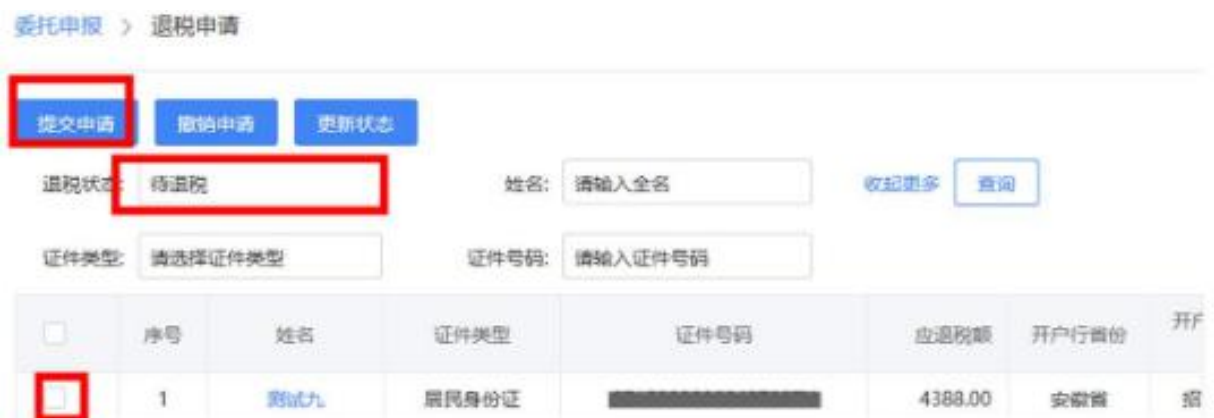 委托申报 > 退税申请
提交申请 撤销申请 更新状态
退税状态: 待退税 姓名: 请输入全名 收起更多 查询
证件类型: 请选择证件类型 证件号码: 请输入证件号码
序号 姓名 证件类型 证件号码 应退税额 开户行省份 开户
1 测试九 居民身份证 4388.00 安徽省 招